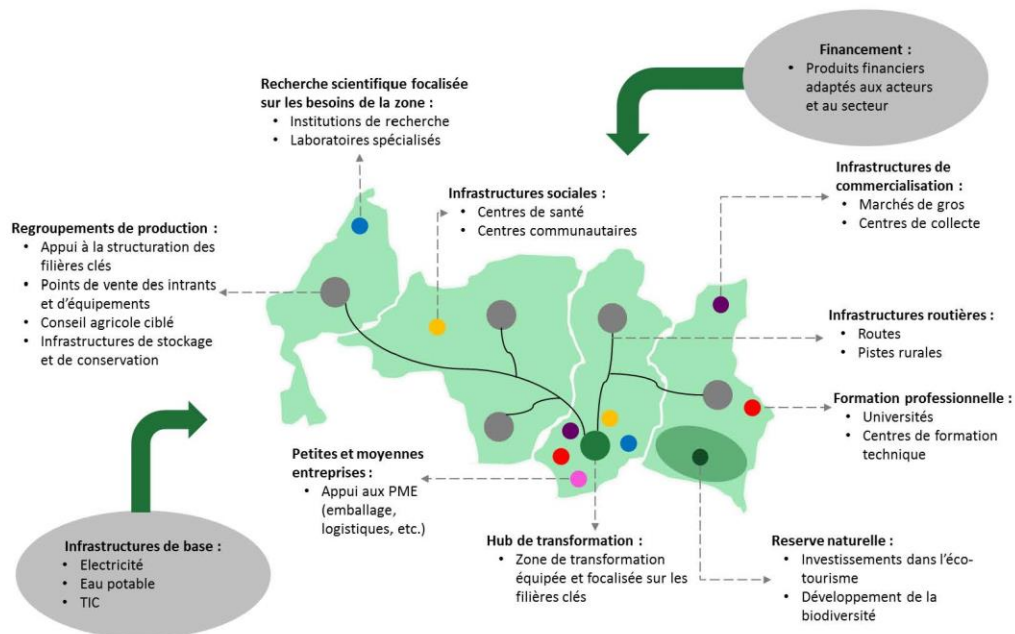 Financement :
• Produits financiers
adaptés aux acteurs
et au secteur
Recherche scientifique focalisée
sur les besoins de la zone :
• Institutions de recherche
• Laboratoires spécialisés
Infrastructures de
commercialisation :
• Marchés de gros
• Centres de collecte
Infrastructures sociales :
• Centres de santé
• Centres communautaires
Regroupements de production :
• Appui à la structuration des
filières clés
• Points de vente des intrants
et d'équipements
• Conseil agricole ciblé
• Infrastructures de stockage
et de conservation
Infrastructures routières :
• Routes
• Pistes rurales
Formation professionnelle :
• Universités
• Centres de formation
technique
Petites et moyennes
entreprises :
• Appui aux PME
(emballage,
logistiques, etc.)
Hub de transformation :
• Zone de transformation
équipée et focalisée sur les
filières clés
Reserve naturelle :
• Investissements dans l'éco-
tourisme
• Développement de la
biodiversité
Infrastructures de base :
• Electricité
• Eau potable
• TIC